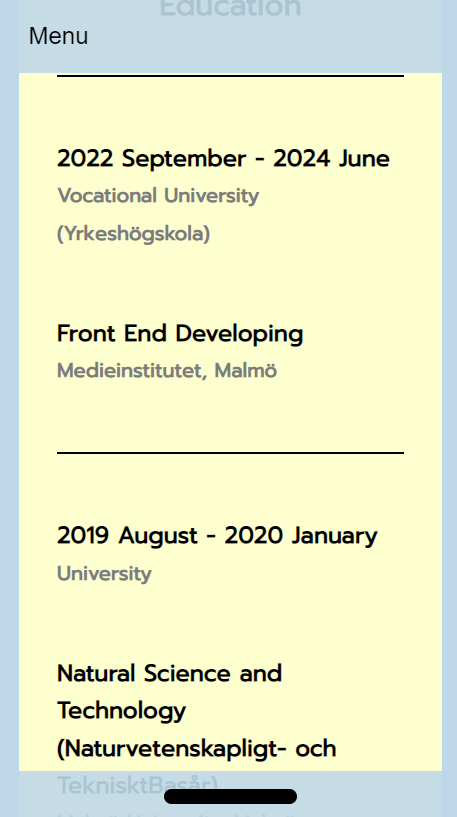 Education
Menu
2022 September - 2024 June
Vocational University
(Yrkeshögskola)
Front End Developing
Medieinstitutet, Malmö
2019 August - 2020 January
University
Natural Science and
Technology
(Naturvetenskapligt- och
TeknisktBasår)